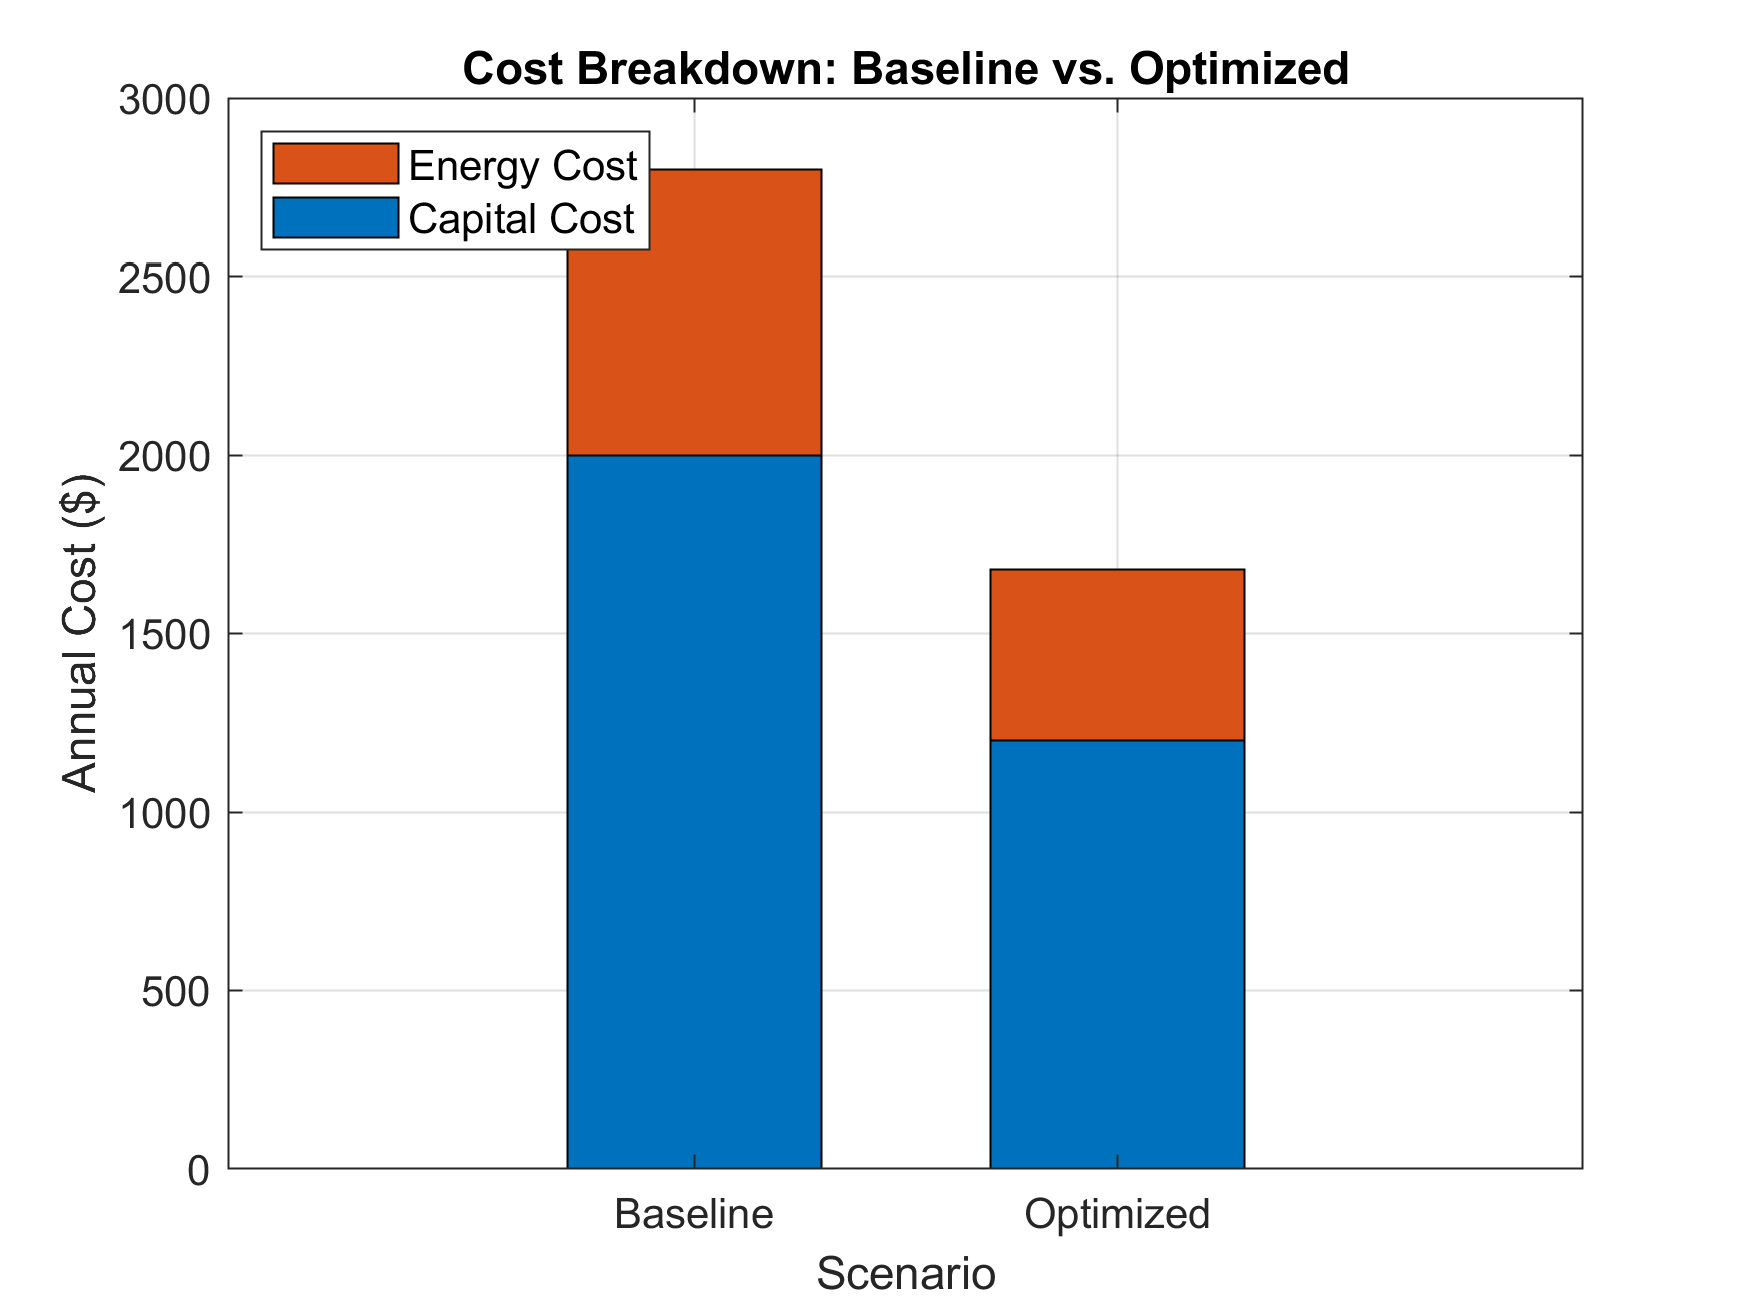 Cost Breakdown: Baseline vs. Optimized
3000
Energy Cost
Capital Cost
2500
2000
1500
1000
500
0
Annual Cost ($)
Baseline
Optimized
Scenario